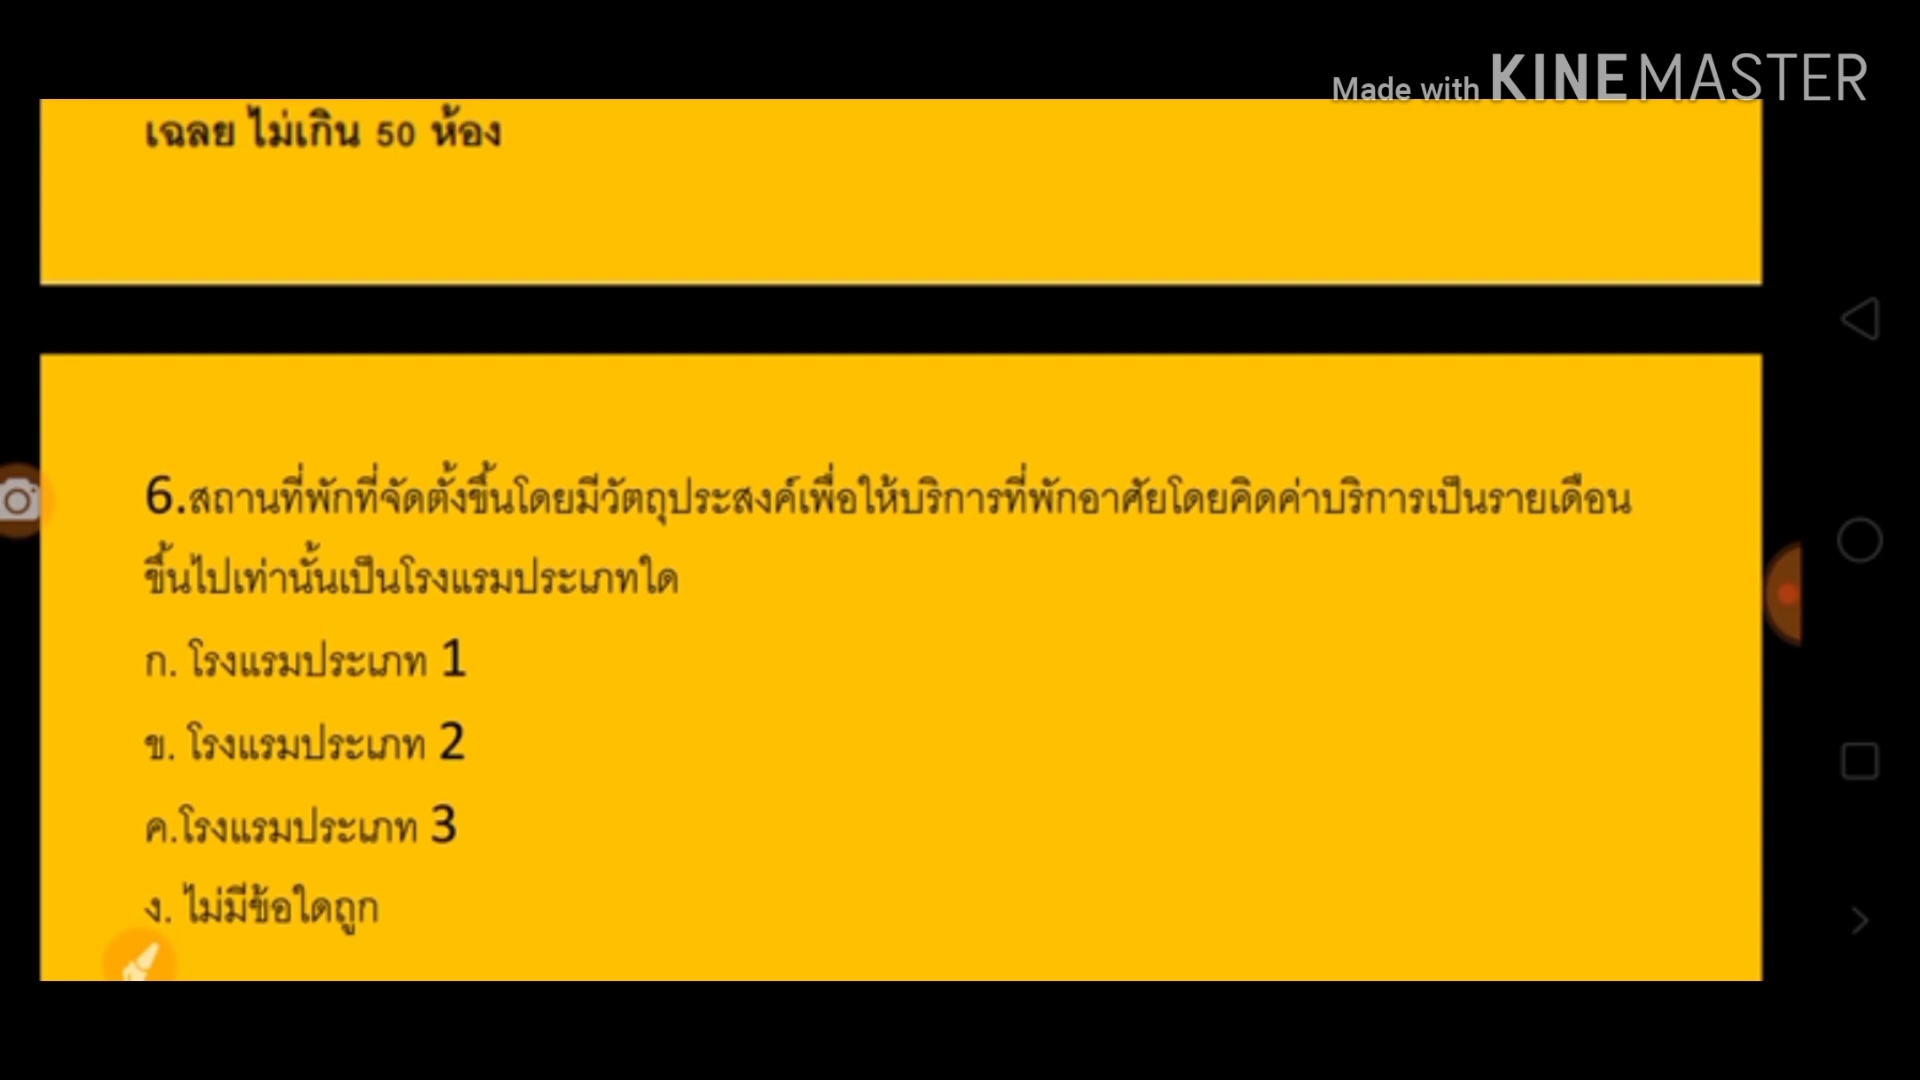 Made with KINEMASTER
เฉลย ไม่เกิน 50 ห้อง
6.สถานที่พักที่จัดตั้งขึ้นโดยมีวัตถุประสงค์เพื่อให้บริการที่พักอาศัยโดยคิดค่าบริการเป็นรายเดือน
ขึ้นไปเท่านั้นเป็นโรงแรมประเภทใด
ก. โรงแรมประเภท 1
ข. โรงแรมประเภท 2
ค.โรงแรมประเภท 3
ง. ไม่มีข้อใดถูก